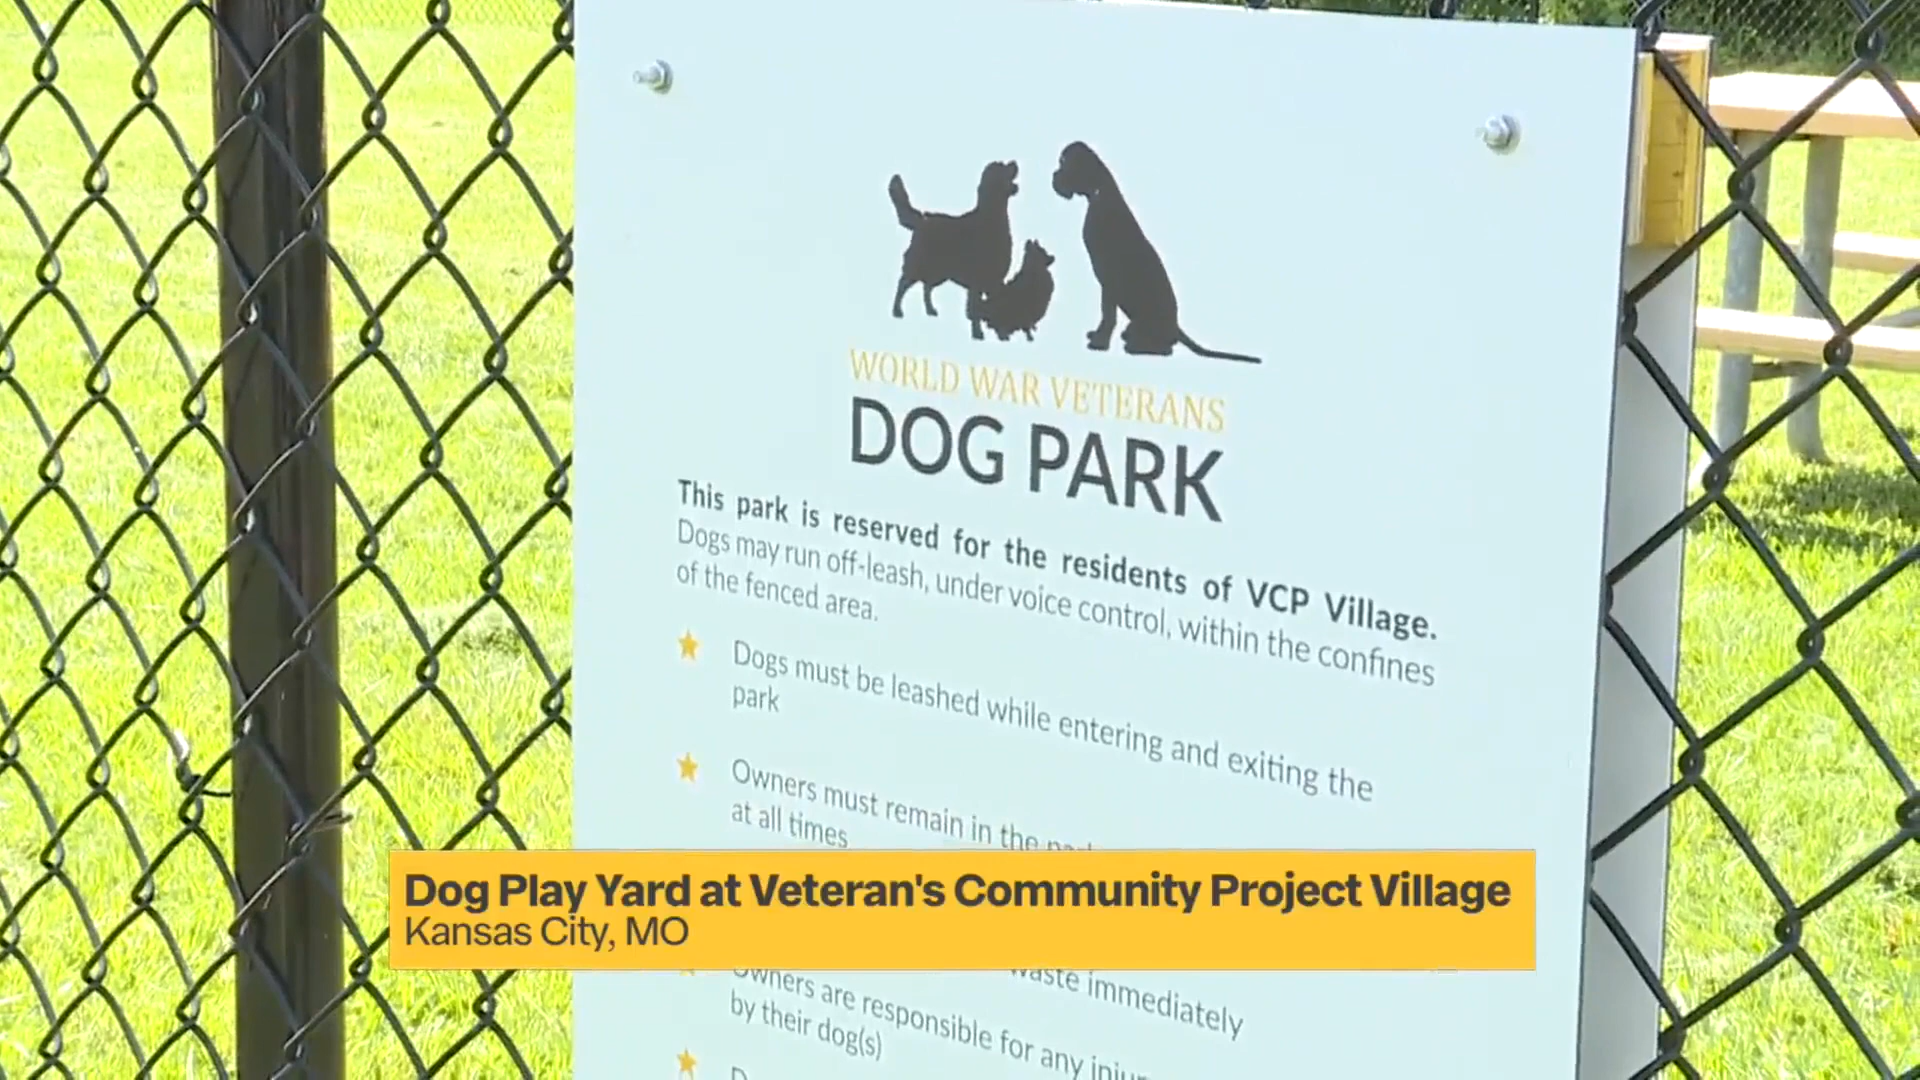 WORLD WAR VETERANS
DOG PARK
This park is reserved for the residents of VCP Village.
Dogs may run off-leash, under voice control, within the confines
of the fenced area.
Dogs must be leashed while entering and exiting the
park
Owners must remain in the
at all times
Dog Play Yard at Veteran's Community Project Village
Kansas City, MO
waste immediately
Owners are responsible for any
by their dog(s)